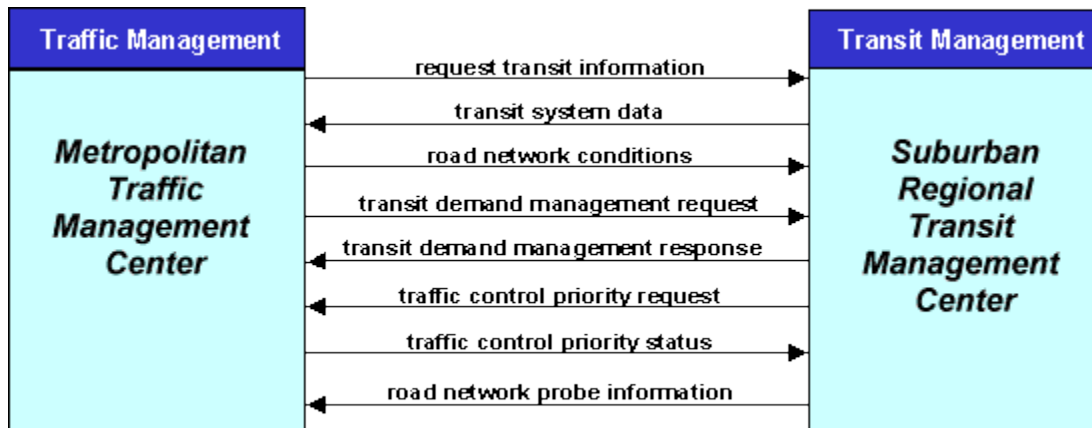 Traffic Management
Transit Management
request transit information
transit system data
road network conditions
transit demand management request
transit demand management response
traffic control priority request
traffic control priority status
road network probe information
Metropolitan
Traffic
Management
Center
Suburban
Regional
Transit
Management
Center